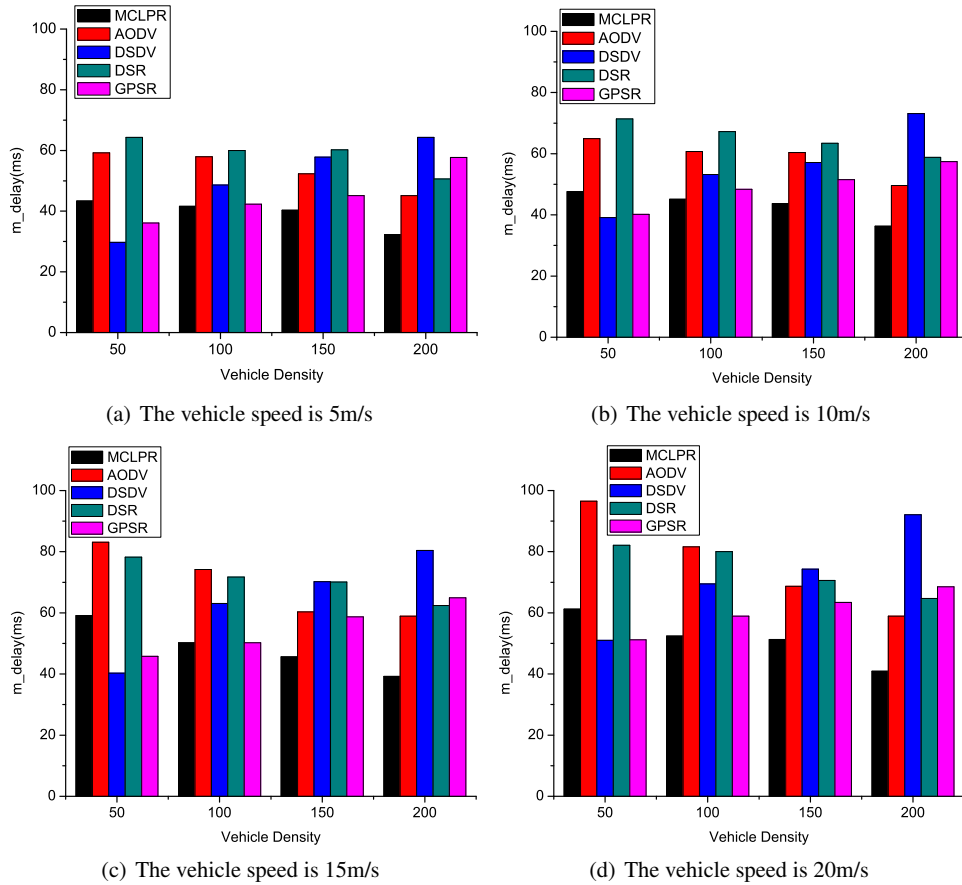 MCLPR
AODV
DSDV
DSR
GPSR
100
80
60
40
20
0
m_delay(ms)
50 100 150 200
Vehicle Density
(a) The vehicle speed is 5m/s
MCLPR
AODV
DSDV
DSR
GPSR
100
80
60
40
20
0
m_delay(ms)
50 100 150 200
Vehicle Density
(b) The vehicle speed is 10m/s
MCLPR
AODV
DSDV
DSR
GPSR
100
80
60
40
20
0
m_delay(ms)
50 100 150 200
Vehicle Density
(c) The vehicle speed is 15m/s
MCLPR
AODV
DSDV
DSR
GPSR
100
80
60
40
20
0
m_delay(ms)
50 100 150 200
Vehicle Density
(d) The vehicle speed is 20m/s